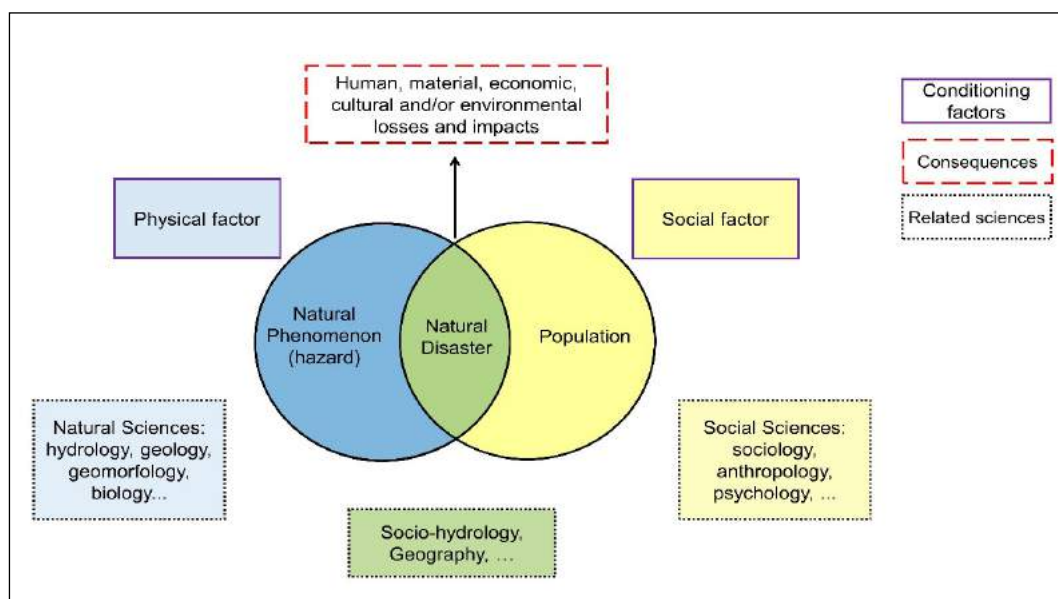 Human, material, economic,
cultural and/or environmental
losses and impacts
Conditioning
factors
Consequences
Related sciences
Physical factor
Social factor
Natural
Phenomenon
(hazard)
Natural
Disaster
Population
Natural Sciences:
hydrology, geology,
geomorfology,
biology...
Social Sciences:
sociology,
anthropology,
psychology, ...
Socio-hydrology,
Geography, ...